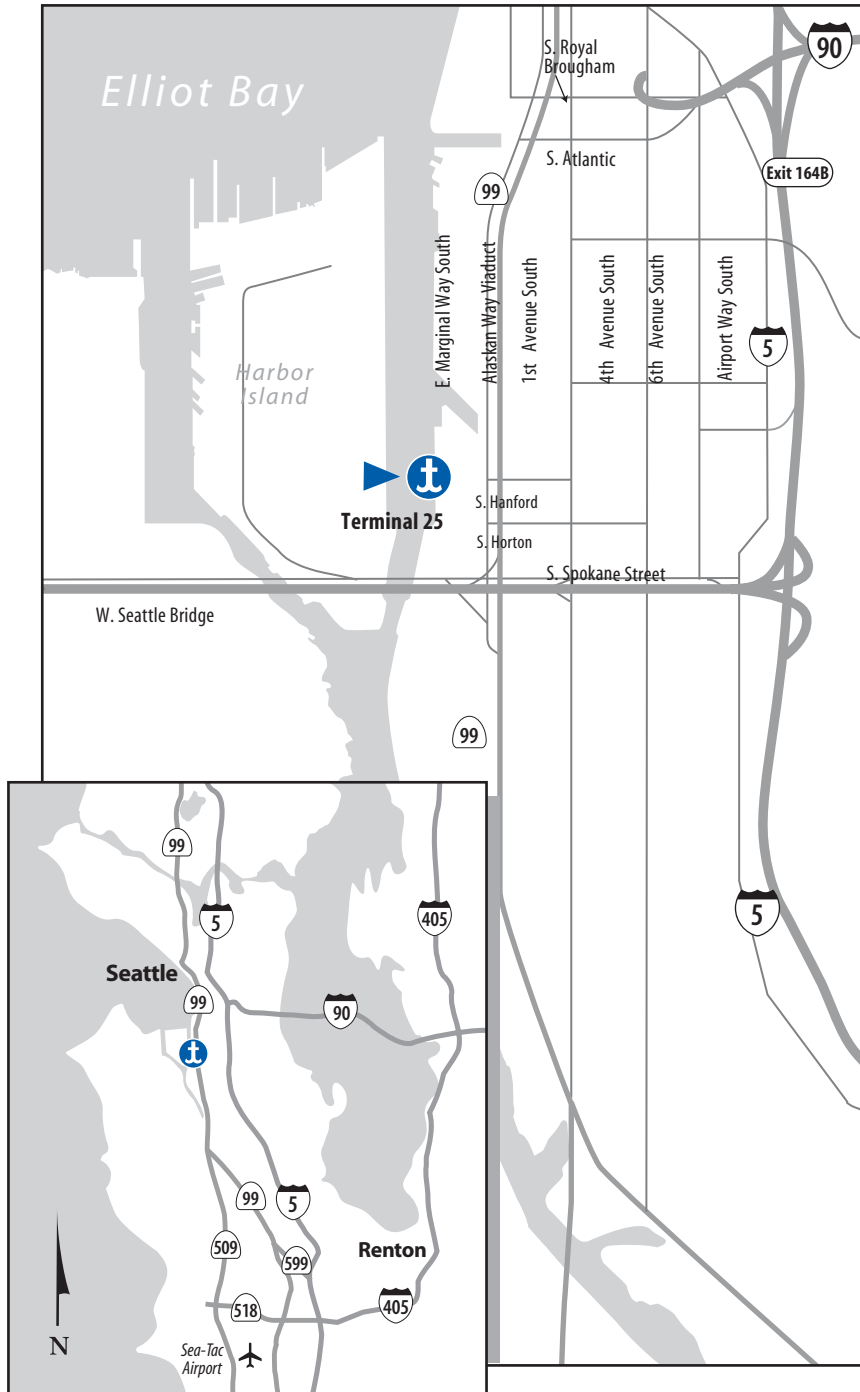 S. Royal
Brougham
90
Elliot Bay
S. Atlantic
Exit 164B
99
E. Marginal Way South
Alaskan Way Viaduct
1st Avenue South
4th Avenue South
6th Avenue South
Airport Way South
5
Harbor
Island
Terminal 25
S. Hanford
S. Horton
S. Spokane Street
W. Seattle Bridge
99
99
5
405
5
Seattle
99
90
99
5
509
599
Renton
518
405
N
Sea-Tac
Airport